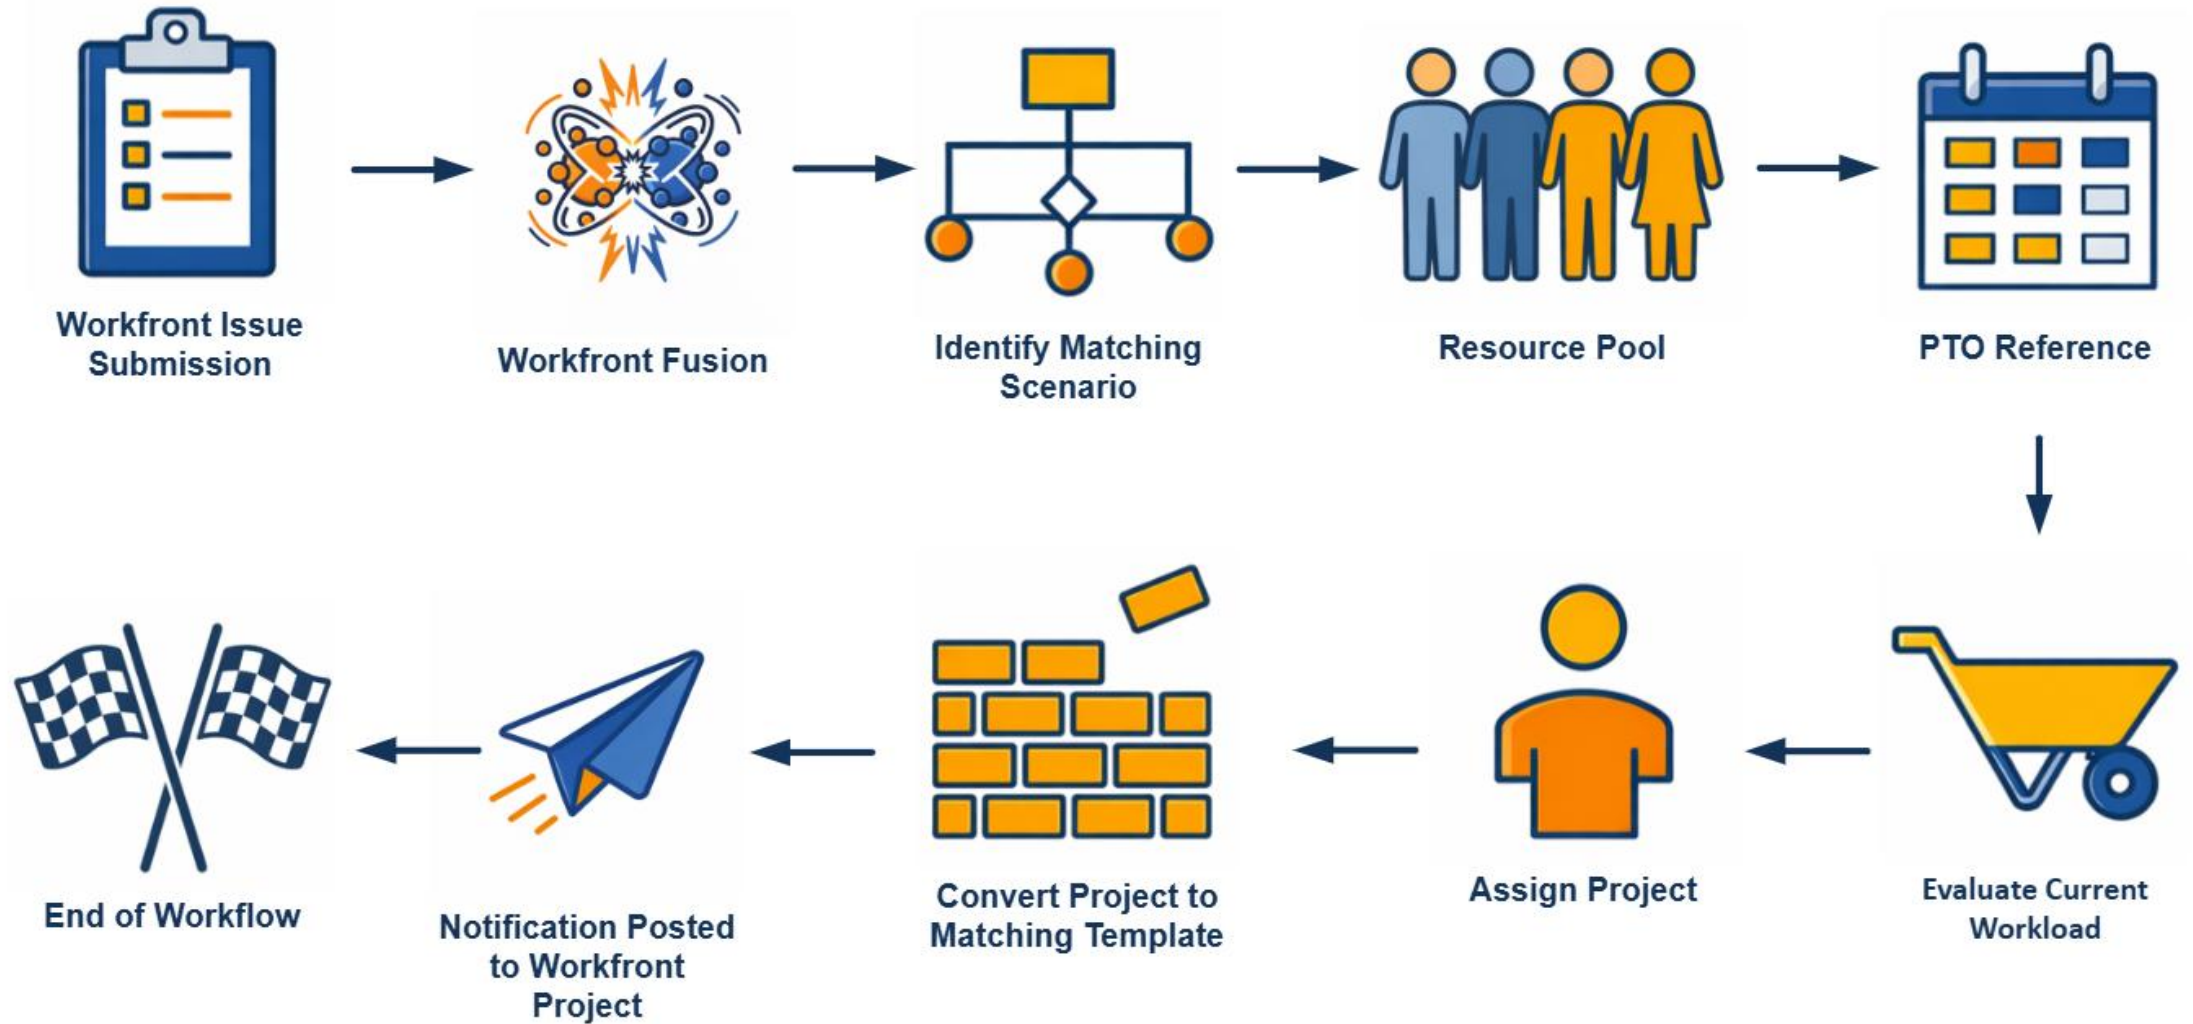 Workfront Issue
Submission
Workfront Fusion
Identify Matching
Scenario
Resource Pool
PTO Reference
Evaluate Current
Workload
Assign Project
Convert Project to
Matching Template
Notification Posted
to Workfront
Project
End of Workflow